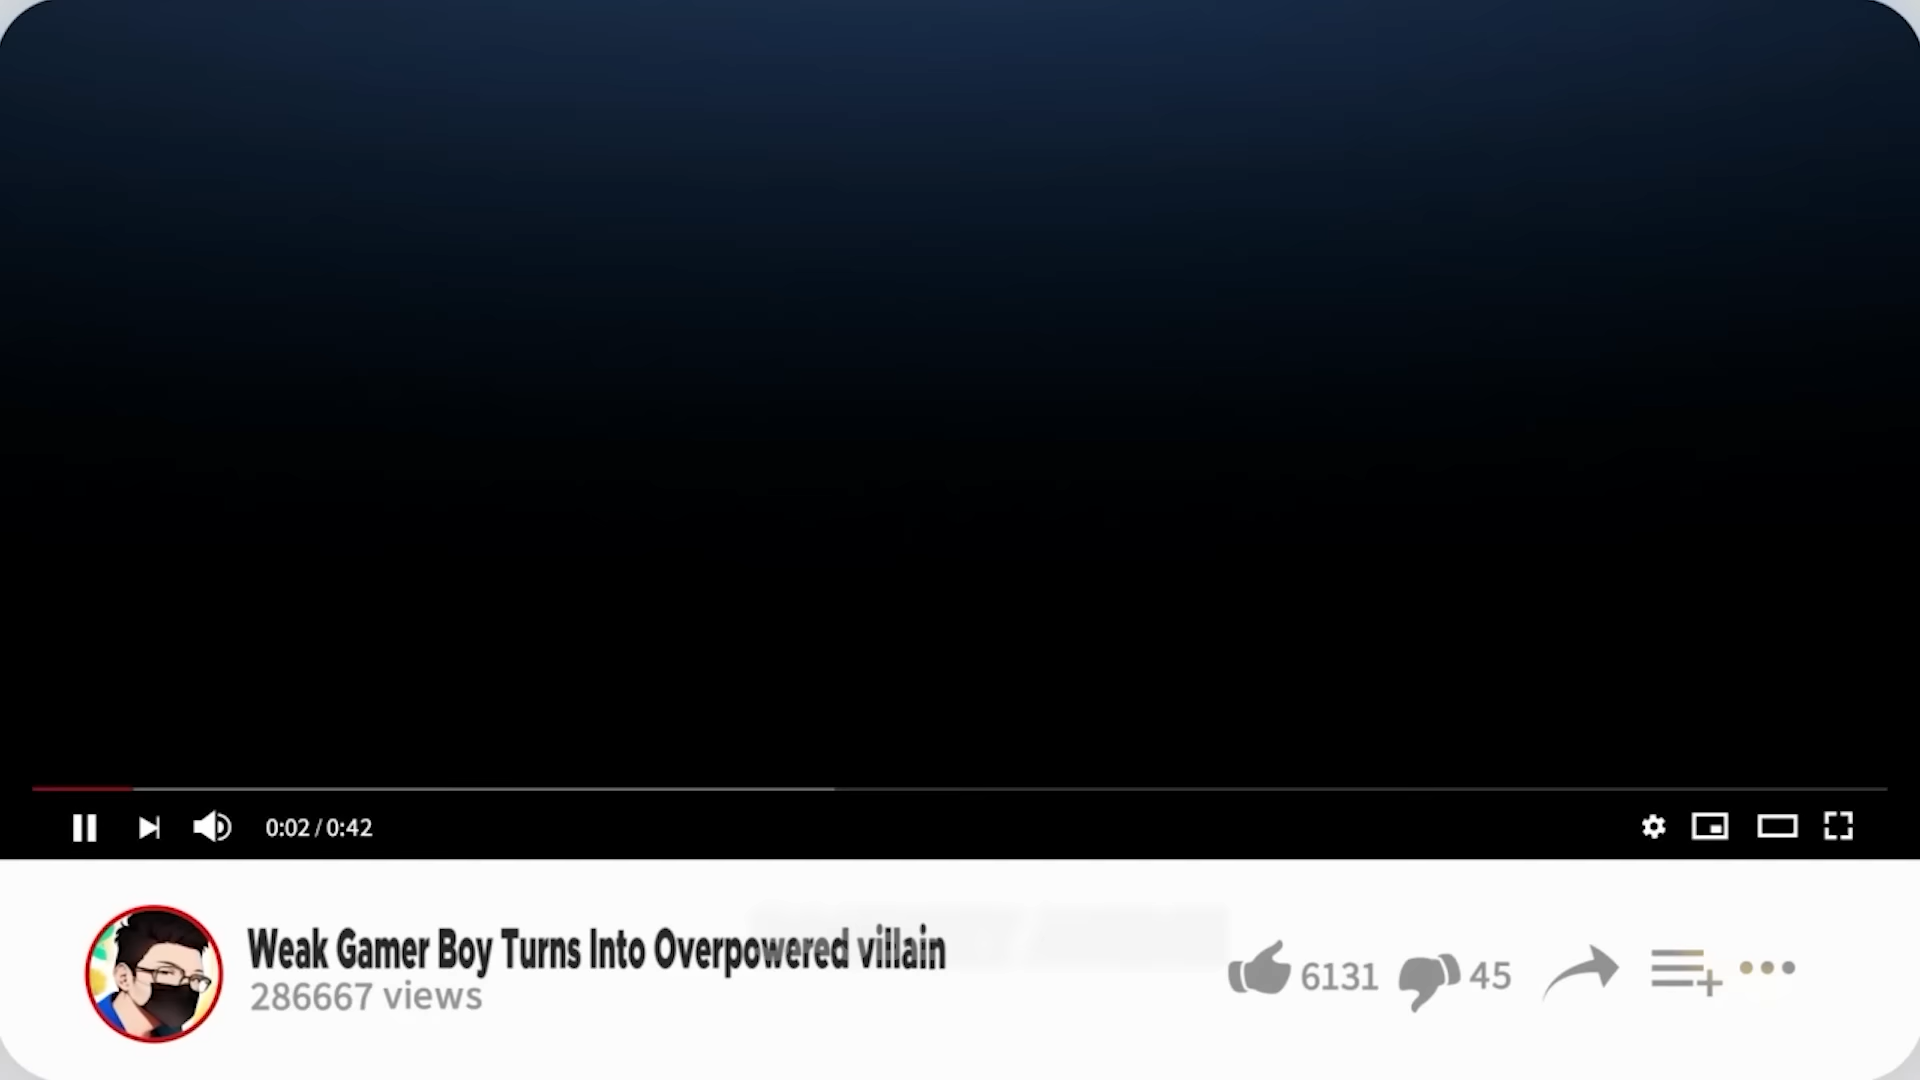 0:02 / 0:42
Weak Gamer Boy Turns Into Overpowered villain
286667 views
6131
45